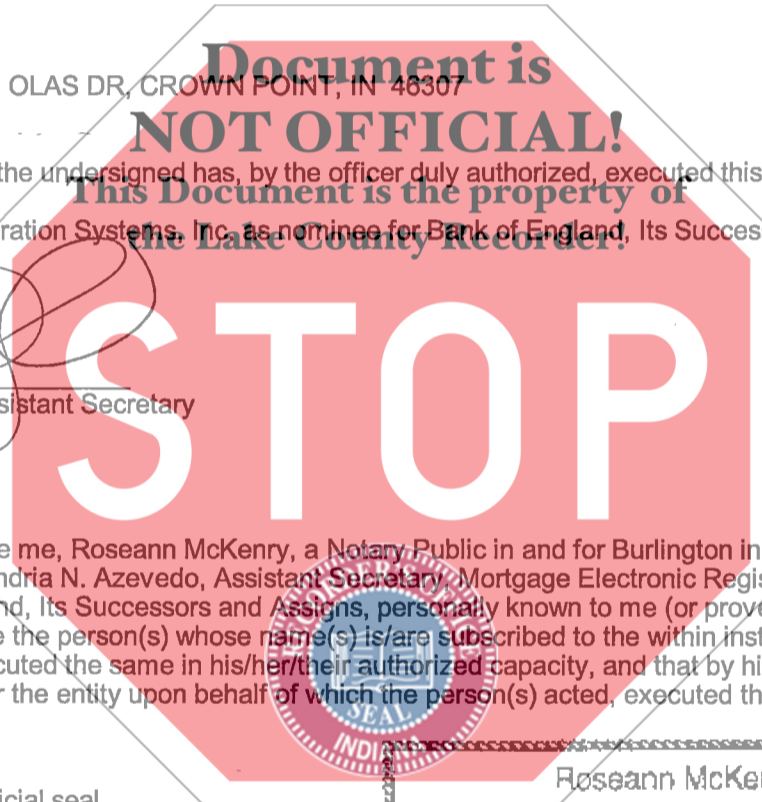 Document is
OLAS DR, CROWN POINT, IN 46307
NOT OFFICIAL!
the undersigned has, by the officer duly authorized, executed this
This Document is the property of
ration Systems, Inc. as nominee for Bank of England, Its Succes
the Lake County Recorder!
STOP
sistant Secretary
e me, Roseann McKenry, a Notary Public in and for Burlington in
ndria N. Azevedo, Assistant Secretary, Mortgage Electronic Regis
nd, Its Successors and Assigns, personally known to me (or prove
e the person(s) whose name(s) is/are subscribed to the within inst
cuted the same in his/her/their authorized capacity, and that by hi
r the entity upon behalf of which the person(s) acted, executed th
RECORDER'S OFFICE
SEAL
INDIANA
Roseann McKe
icial seal